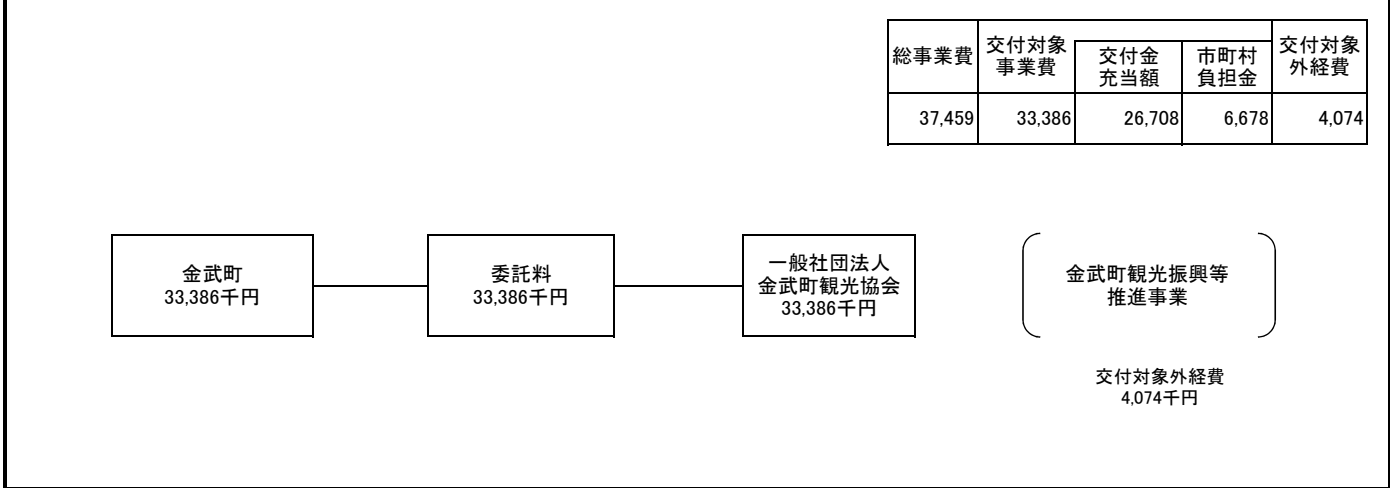 総事業費
交付対象
事業費
交付金
充当額
市町村
負担金
交付対象
外経費
37,459
33,386
26,708
6,678
4,074
金武町
33,386千円
委託料
33,386千円
一般社団法人
金武町観光協会
33,386千円
金武町観光振興等
推進事業
交付対象外経費
4,074千円